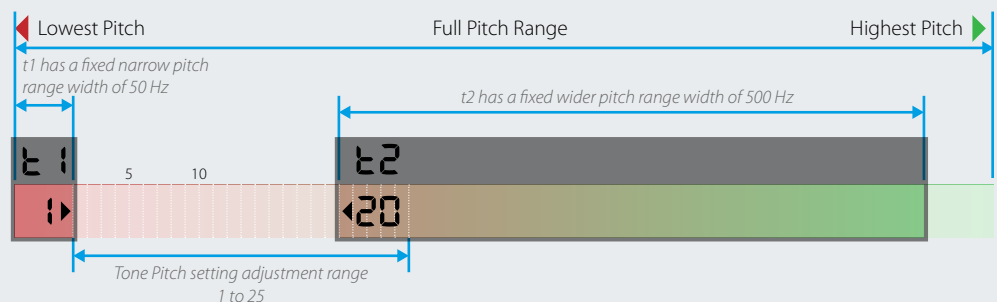 Lowest Pitch Full Pitch Range Highest Pitch
t1 has a fixed narrow pitch
range width of 50 Hz
t2 has a fixed wider pitch range width of 500 Hz
t1 t2
5 10
1 20
Tone Pitch setting adjustment range
1 to 25